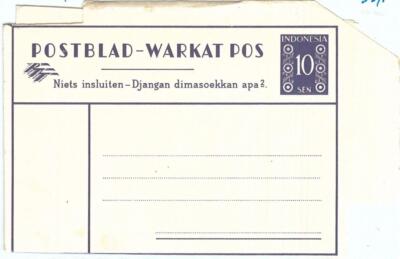 POSTBLAD-WARKAT POS
Niets insluiten-Djangan dimasoekkan apa².
INDONESIA
10
SEN